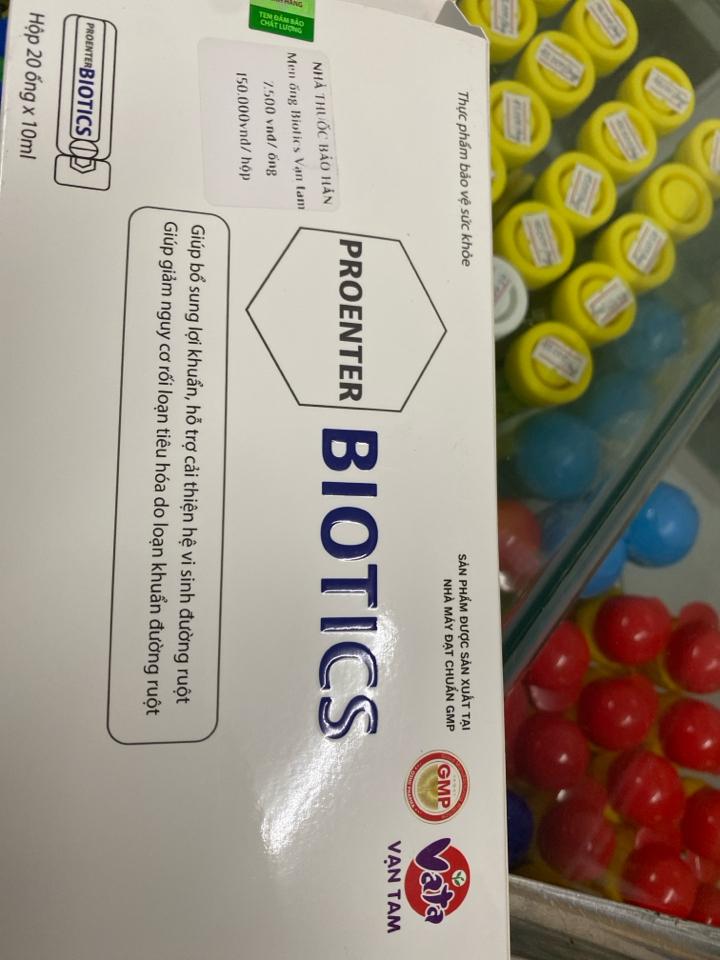 Thực phẩm bảo vệ sức khỏe
SẢN PHẨM ĐƯỢC SẢN XUẤT TẠI
NHÀ MÁY ĐẠT CHUẨN GMP
GMP
Vata
VẠN TAM
TEM ĐẢM BẢO
CHẤT LƯỢNG
NHÀ THUỐC BẢO HÂN
Men ống Biotics Vạn tam
7.500 vnđ/ ống
150.000vnđ/ hộp
PROENTER
BIOTICS
Giúp bổ sung lợi khuẩn, hỗ trợ cải thiện hệ vi sinh đường ruột
Giúp giảm nguy cơ rối loạn tiêu hóa do loạn khuẩn đường ruột
PROENTERBIOTICS
Hộp 20 ống x 10ml